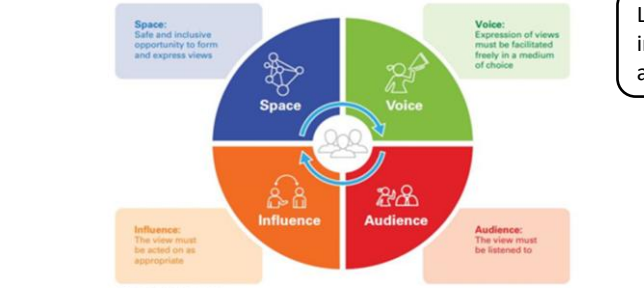 Space:
Safe and inclusive
opportunity to form
and express views
Voice:
Expression of views
must be facilitated
freely in a medium
of choice
Space
Voice
Influence
Audience
Influence:
The view must
be acted on as
appropriate
Audience:
The view must
be listened to